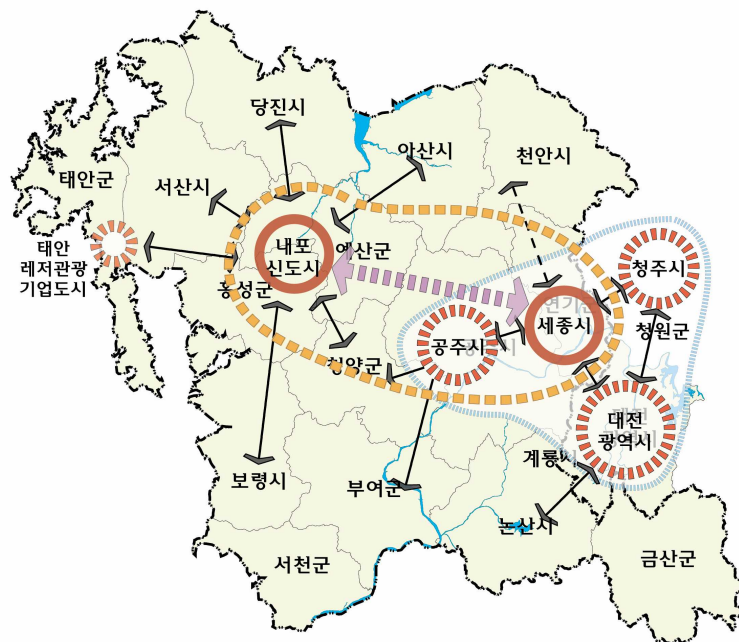 당진시
아산시
천안시
태안군
서산시
태안
레저관광
기업도시
내포
신도시
예산군
홍성군
청주시
연기군
세종시
청원군
공주시
청양군
대전
광역시
계룡시
보령시
부여군
논산시
서천군
금산군